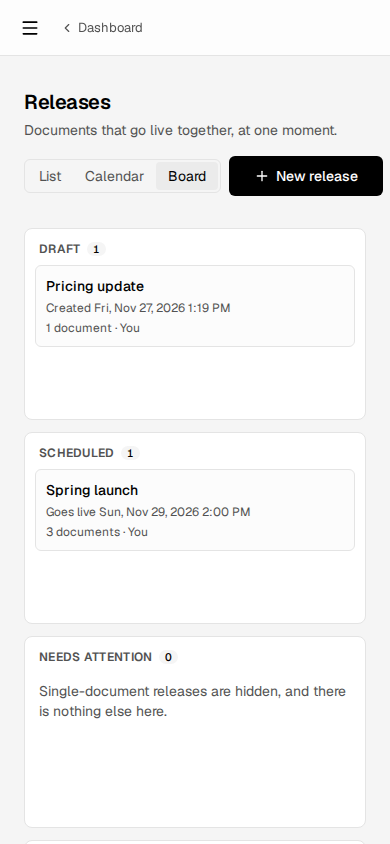 Dashboard
Releases
Documents that go live together, at one moment.
List Calendar Board New release
DRAFT 1
Pricing update
Created Fri, Nov 27, 2026 1:19 PM
1 document · You
SCHEDULED 1
Spring launch
Goes live Sun, Nov 29, 2026 2:00 PM
3 documents · You
NEEDS ATTENTION 0
Single-document releases are hidden, and there
is nothing else here.